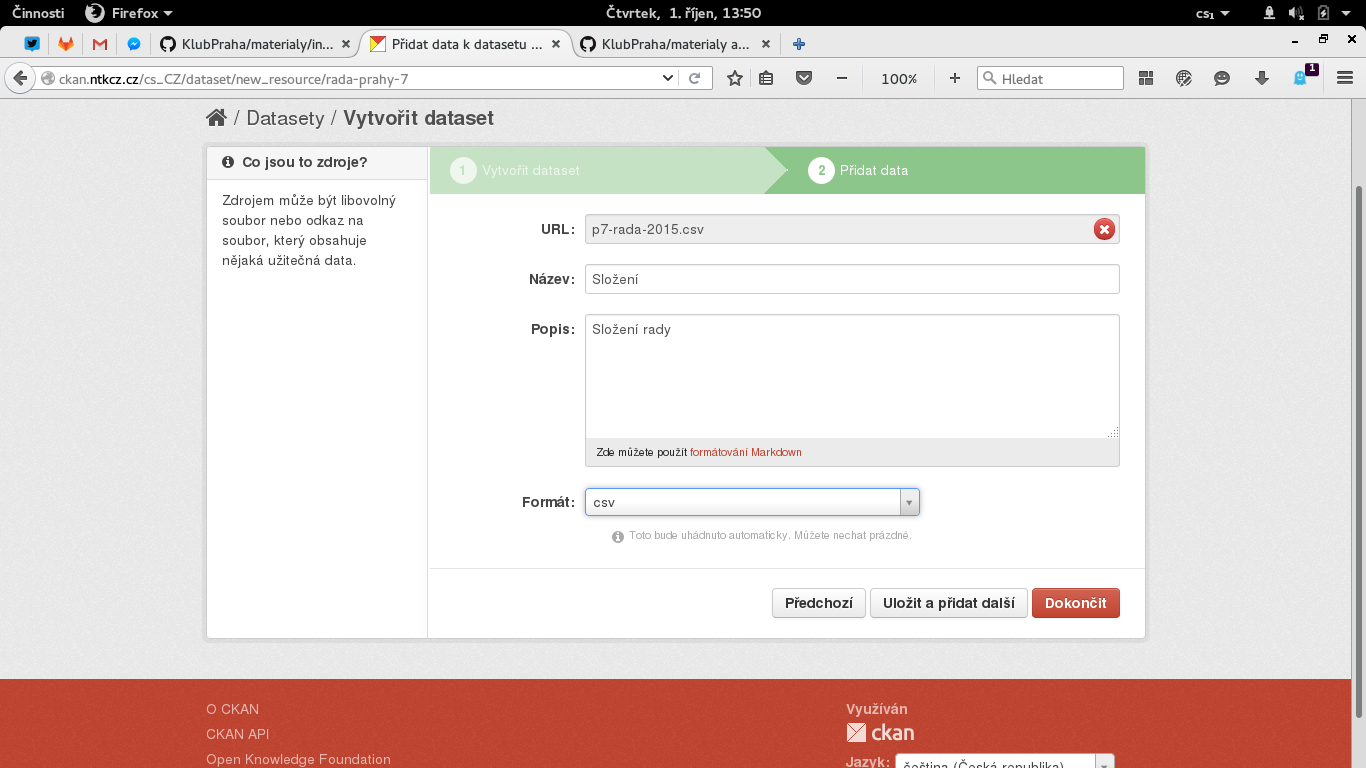 Činnosti Firefox Čtvrtek, 1. říjen, 13:50 cs₁
KlubPraha/materialy/in... Přidat data k datasetu ... KlubPraha/materialy a...
ckan.ntkcz.cz/cs_CZ/dataset/new_resource/rada-prahy-7 100% Hledat 1
/ Datasety / Vytvořit dataset
Co jsou to zdroje?
Zdrojem může být libovolný
soubor nebo odkaz na
soubor, který obsahuje
nějaká užitečná data.
1 Vytvořit dataset 2 Přidat data
URL: p7-rada-2015.csv
Název: Složení
Popis: Složení rady
Zde můžete použít formátování Markdown
Formát: csv
Toto bude uhádnuto automaticky. Můžete nechat prázdné.
Předchozí Uložit a přidat další Dokončit
O CKAN
CKAN API
Open Knowledge Foundation
Využíván
ckan
Jazyk: čeština (Česká republika)